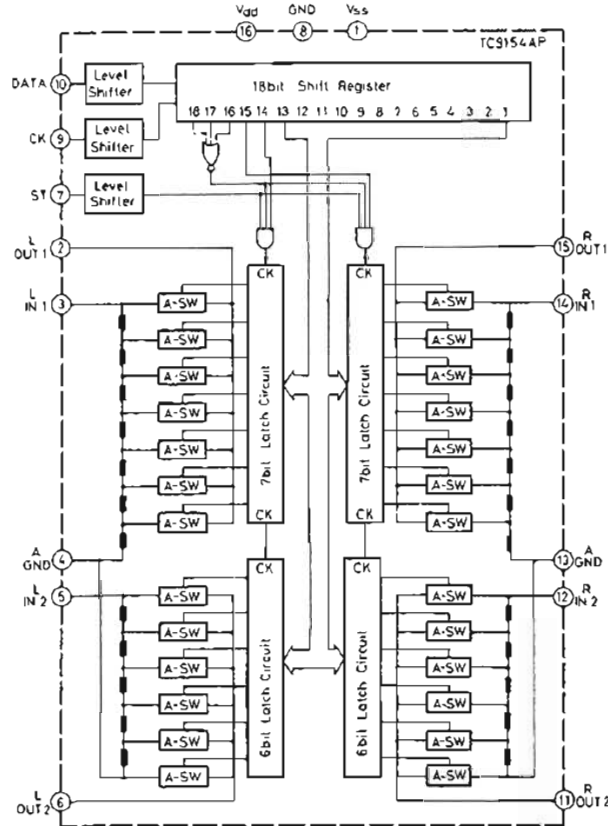 Vdd GND Vss
16 8 1
TC9154AP
DATA 10 Level Shifter
18bit Shift Register
18 17 16 15 14 13 12 11 10 9 8 7 6 5 4 3 2 1
CK 9 Level Shifter
ST 7 Level Shifter
L OUT 1 2
15 R OUT 1
CK CK
L IN 1 3
14 R IN 1
A-SW A-SW
A-SW A-SW
A-SW A-SW
A-SW A-SW
A-SW A-SW
A-SW A-SW
A-SW A-SW
7bit Latch Circuit
7bit Latch Circuit
CK CK
A GND 4
13 A GND
CK CK
L IN 2 5
12 R IN 2
A-SW A-SW
A-SW A-SW
A-SW A-SW
A-SW A-SW
A-SW A-SW
A-SW A-SW
6bit Latch Circuit
6bit Latch Circuit
L OUT 2 6
11 R OUT 2